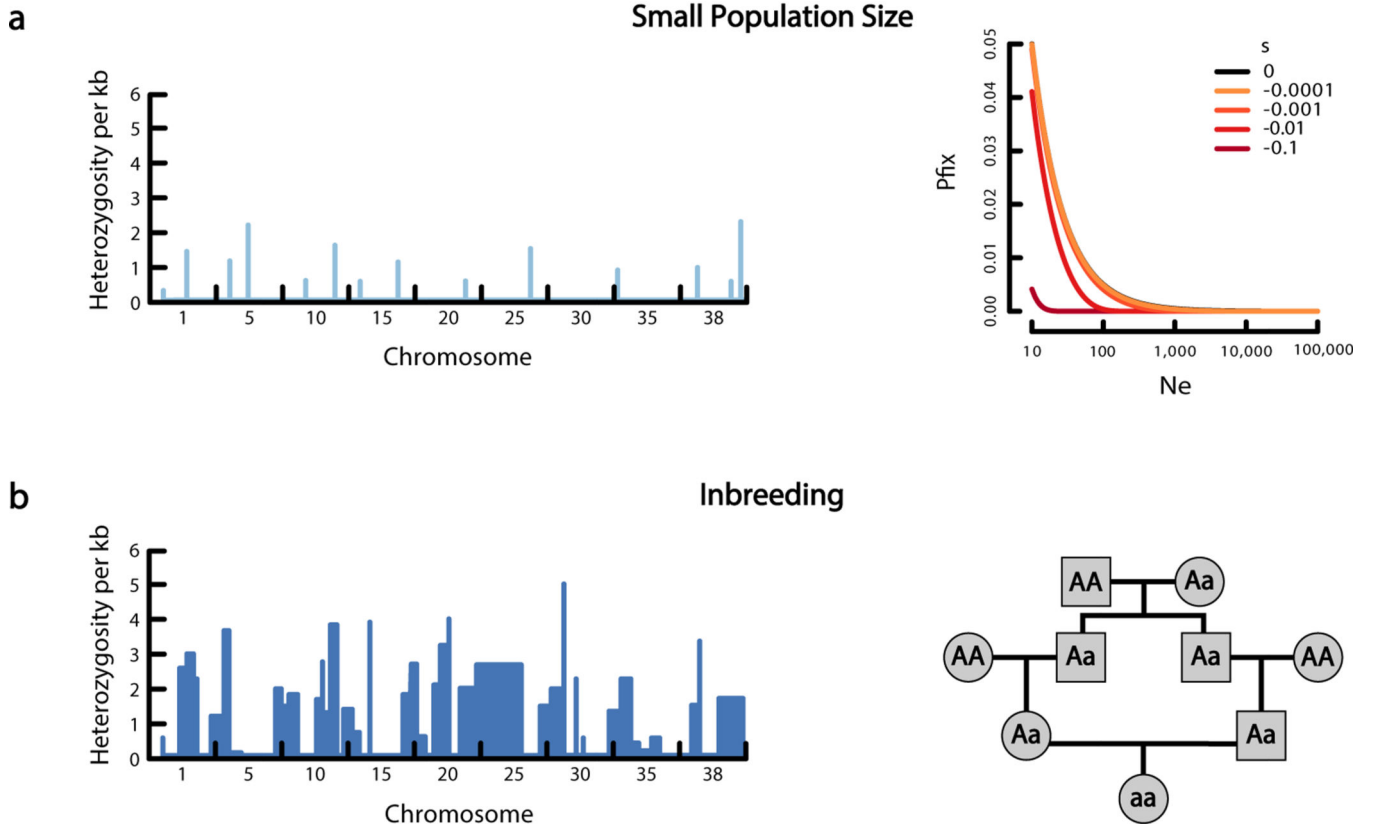 a
Small Population Size
Heterozygosity per kb
6
5
4
3
2
1
0
1 5 10 15 20 25 30 35 38
Chromosome
Pfix
0.05
0.04
0.03
0.02
0.01
0.00
10 100 1,000 10,000 100,000
Ne
s
0
-0.0001
-0.001
-0.01
-0.1
b
Inbreeding
Heterozygosity per kb
6
5
4
3
2
1
0
1 5 10 15 20 25 30 35 38
Chromosome
AA Aa
AA Aa Aa AA
Aa Aa
aa